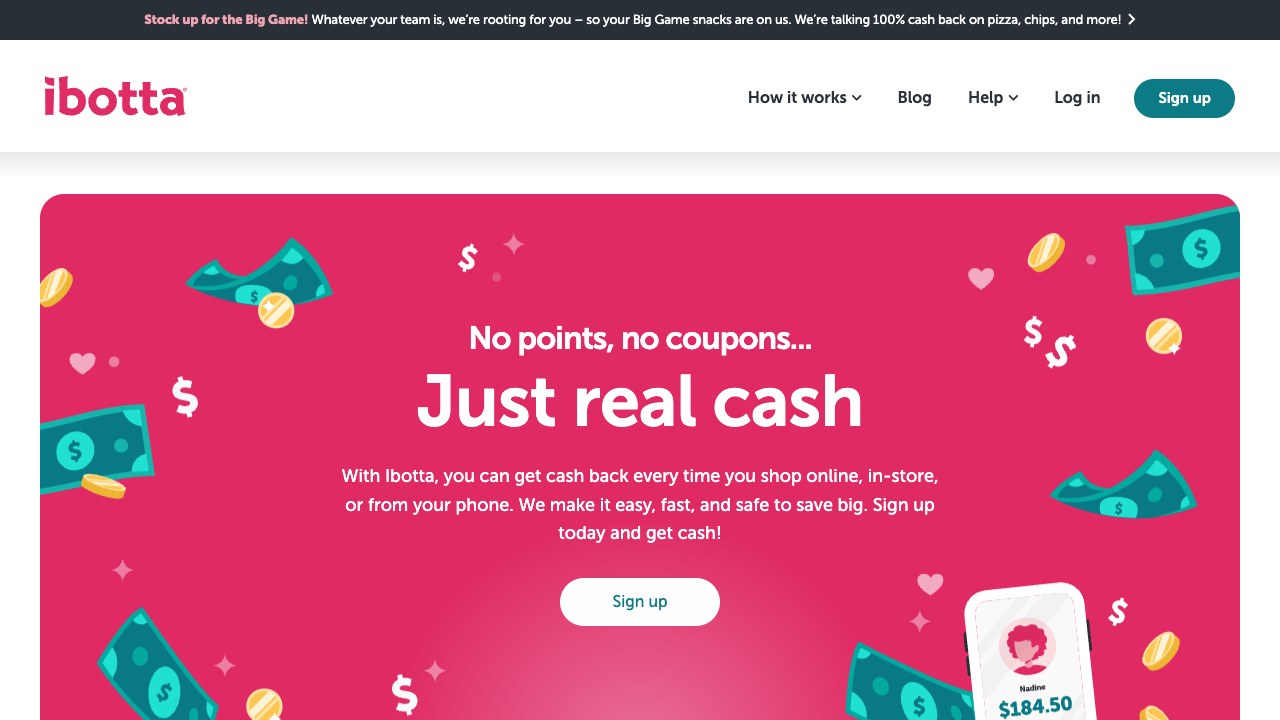 Stock up for the Big Game! Whatever your team is, we're rooting for you – so your Big Game snacks are on us. We're talking 100% cash back on pizza, chips, and more!
ibotta®
How it works
Blog
Help
Log in
Sign up
No points, no coupons...
Just real cash
With Ibotta, you can get cash back every time you shop online, in-store,
or from your phone. We make it easy, fast, and safe to save big. Sign up
today and get cash!
Sign up
Nadine
$184.50